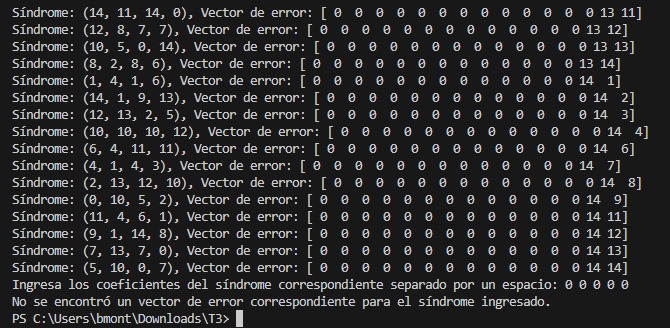 Síndrome: (14, 11, 14, 0), Vector de error: [ 0  0  0  0  0  0  0  0  0  0  0  0  0 13 11]
Síndrome: (12, 8, 7, 7), Vector de error: [ 0  0  0  0  0  0  0  0  0  0  0  0  0 13 12]
Síndrome: (10, 5, 0, 14), Vector de error: [ 0  0  0  0  0  0  0  0  0  0  0  0  0 13 13]
Síndrome: (8, 2, 8, 6), Vector de error: [ 0  0  0  0  0  0  0  0  0  0  0  0  0 13 14]
Síndrome: (1, 4, 1, 6), Vector de error: [ 0  0  0  0  0  0  0  0  0  0  0  0  0 14  1]
Síndrome: (14, 1, 9, 13), Vector de error: [ 0  0  0  0  0  0  0  0  0  0  0  0  0 14  2]
Síndrome: (12, 13, 2, 5), Vector de error: [ 0  0  0  0  0  0  0  0  0  0  0  0  0 14  3]
Síndrome: (10, 10, 10, 12), Vector de error: [ 0  0  0  0  0  0  0  0  0  0  0  0  0 14  4]
Síndrome: (6, 4, 11, 11), Vector de error: [ 0  0  0  0  0  0  0  0  0  0  0  0  0 14  6]
Síndrome: (4, 1, 4, 3), Vector de error: [ 0  0  0  0  0  0  0  0  0  0  0  0  0 14  7]
Síndrome: (2, 13, 12, 10), Vector de error: [ 0  0  0  0  0  0  0  0  0  0  0  0  0 14  8]
Síndrome: (0, 10, 5, 2), Vector de error: [ 0  0  0  0  0  0  0  0  0  0  0  0  0 14  9]
Síndrome: (11, 4, 6, 1), Vector de error: [ 0  0  0  0  0  0  0  0  0  0  0  0  0 14 11]
Síndrome: (9, 1, 14, 8), Vector de error: [ 0  0  0  0  0  0  0  0  0  0  0  0  0 14 12]
Síndrome: (7, 13, 7, 0), Vector de error: [ 0  0  0  0  0  0  0  0  0  0  0  0  0 14 13]
Síndrome: (5, 10, 0, 7), Vector de error: [ 0  0  0  0  0  0  0  0  0  0  0  0  0 14 14]
Ingresa los coeficientes del síndrome correspondiente separado por un espacio: 0 0 0 0 0
No se encontró un vector de error correspondiente para el síndrome ingresado.
PS C:\Users\bmont\Downloads\T3>